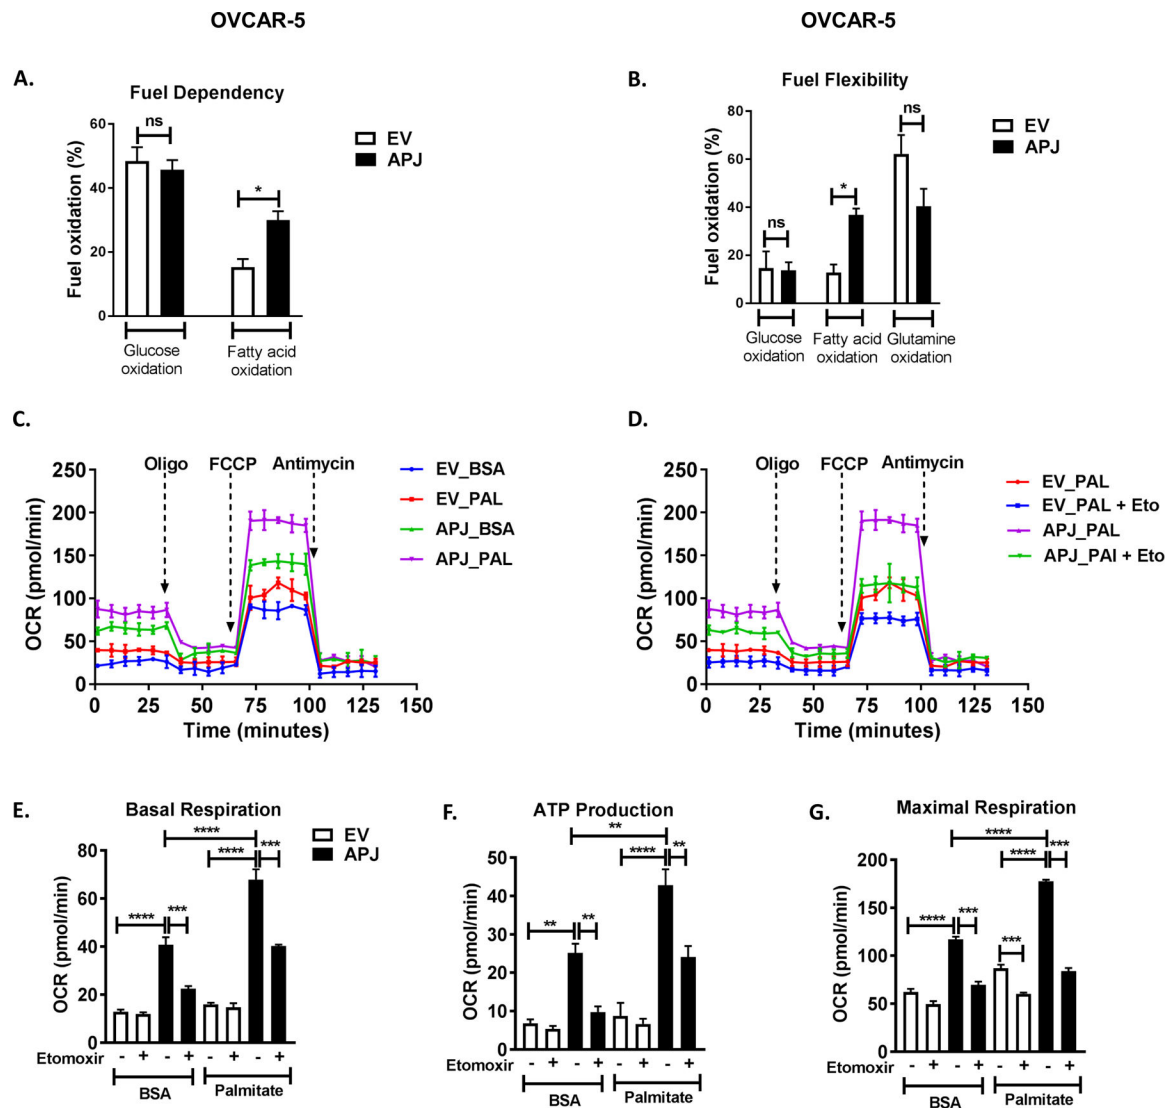 OVCAR-5
OVCAR-5
A.
Fuel Dependency
Fuel oxidation (%)
60
40
20
0
ns
*
EV
APJ
Glucose
oxidation
Fatty acid
oxidation
B.
Fuel Flexibility
Fuel oxidation (%)
80
60
40
20
0
ns
*
ns
EV
APJ
Glucose
oxidation
Fatty acid
oxidation
Glutamine
oxidation
C.
OCR (pmol/min)
250
200
150
100
50
0
Oligo
FCCP
Antimycin
EV_BSA
EV_PAL
APJ_BSA
APJ_PAL
0 25 50 75 100 125 150
Time (minutes)
D.
OCR (pmol/min)
250
200
150
100
50
0
Oligo
FCCP
Antimycin
EV_PAL
EV_PAL + Eto
APJ_PAL
APJ_PAI + Eto
0 25 50 75 100 125 150
Time (minutes)
E.
Basal Respiration
EV
APJ
OCR (pmol/min)
80
60
40
20
0
****
****
***
****
***
Etomoxir - + - + - + - +
BSA
Palmitate
F.
ATP Production
OCR (pmol/min)
50
40
30
20
10
0
**
****
**
**
**
- + - + - + - +
BSA
Palmitate
G.
Maximal Respiration
OCR (pmol/min)
200
150
100
50
0
****
****
***
****
***
***
Etomoxir - + - + - + - +
BSA
Palmitate